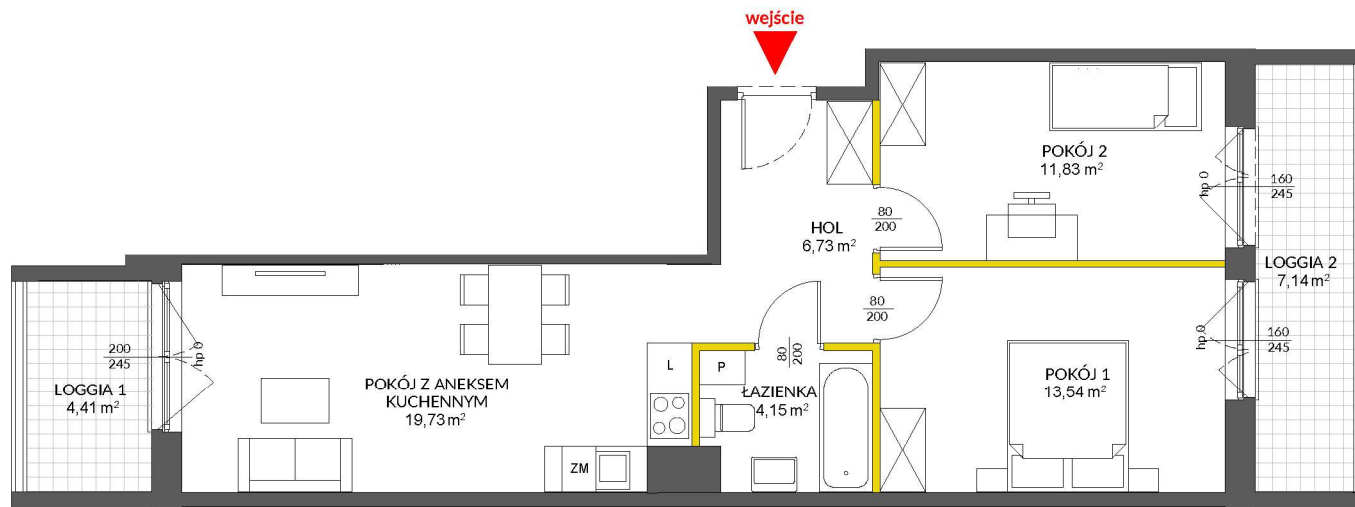 wejście
POKÓJ 2
11,83 m²
hp 0
160
245
80
200
HOL
6,73 m²
LOGGIA 2
7,14 m²
80
200
hp 0
160
245
200
245
hp 0
LOGGIA 1
4,41 m²
POKÓJ Z ANEKSEM
KUCHENNYM
19,73 m²
L
P
80
200
ŁAZIENKA
4,15 m²
POKÓJ 1
13,54 m²
ZM